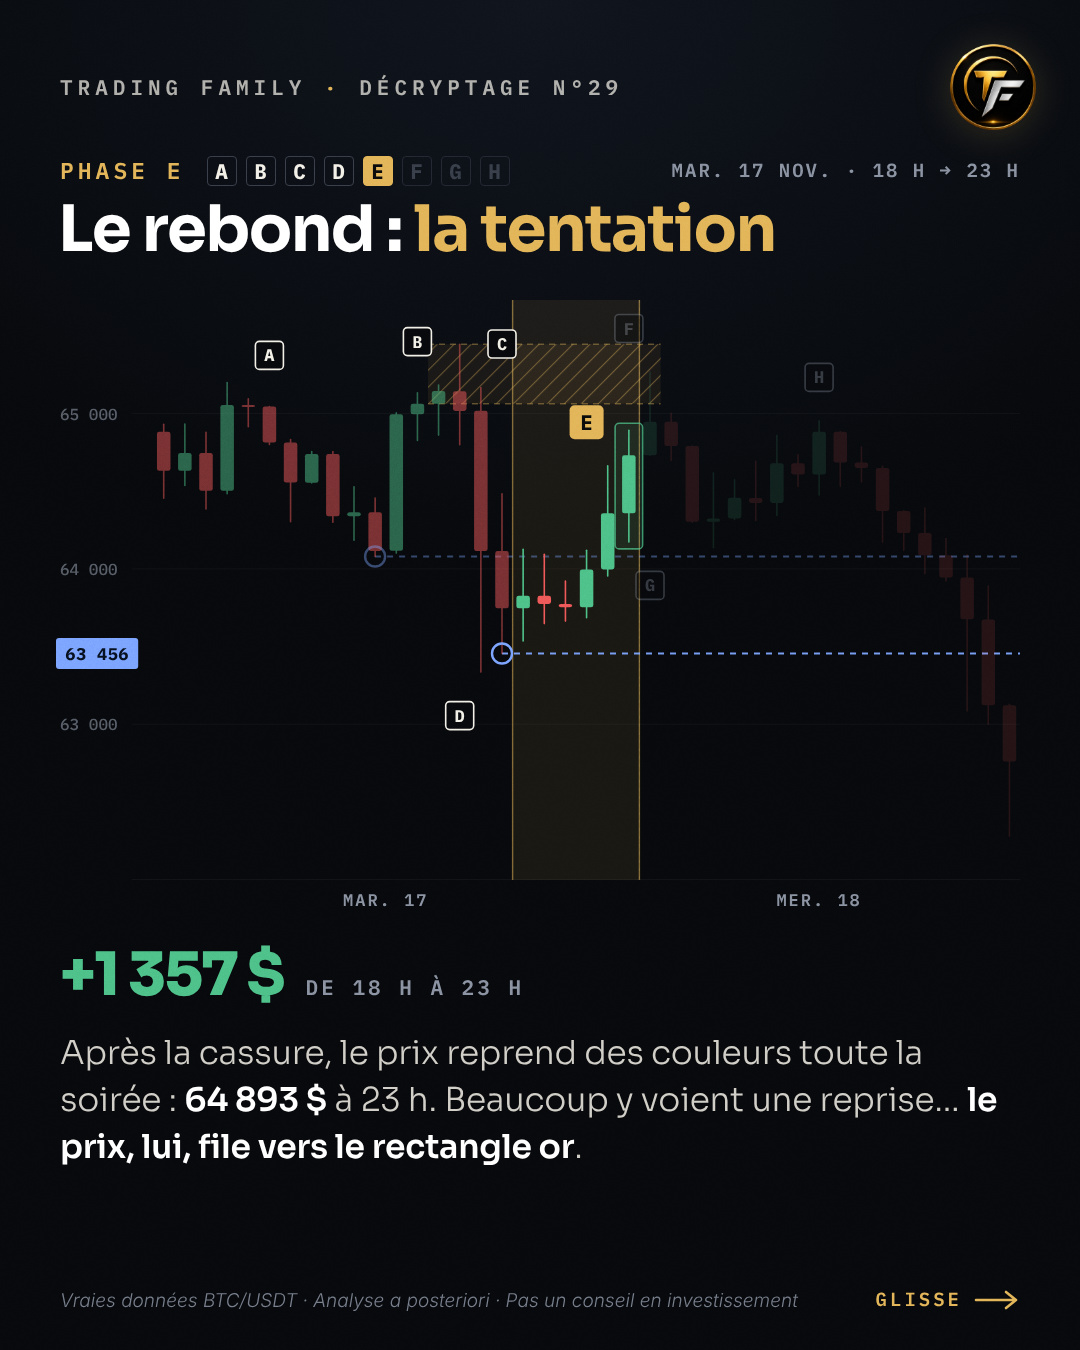 TRADING FAMILY · DÉCRYPTAGE N°29
TF
PHASE E A B C D E F G H
MAR. 17 NOV. · 18 H → 23 H
Le rebond : la tentation
A
B
C
F
H
E
65 000
64 000
G
63 456
D
63 000
MAR. 17
MER. 18
+1 357 $ DE 18 H À 23 H
Après la cassure, le prix reprend des couleurs toute la
soirée : 64 893 $ à 23 h. Beaucoup y voient une reprise... le
prix, lui, file vers le rectangle or.
Vraies données BTC/USDT · Analyse a posteriori · Pas un conseil en investissement
GLISSE →